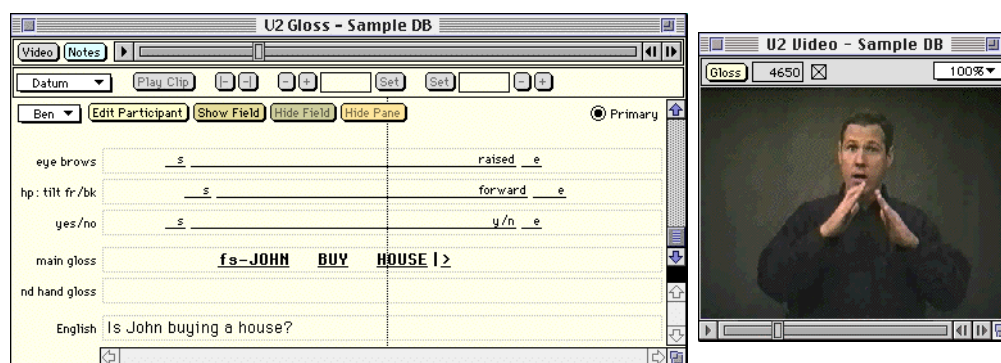 U2 Gloss – Sample DB
Video Notes
Datum Play Clip |- -| - + Set Set - +
Ben Edit Participant Show Field Hide Field Hide Pane Primary
eye brows s raised e
hp: tilt fr/bk s forward e
yes/no s y/n e
main gloss fs-JOHN BUY HOUSE |>
nd hand gloss
English Is John buying a house?
U2 Video – Sample DB
Gloss 4650 100%